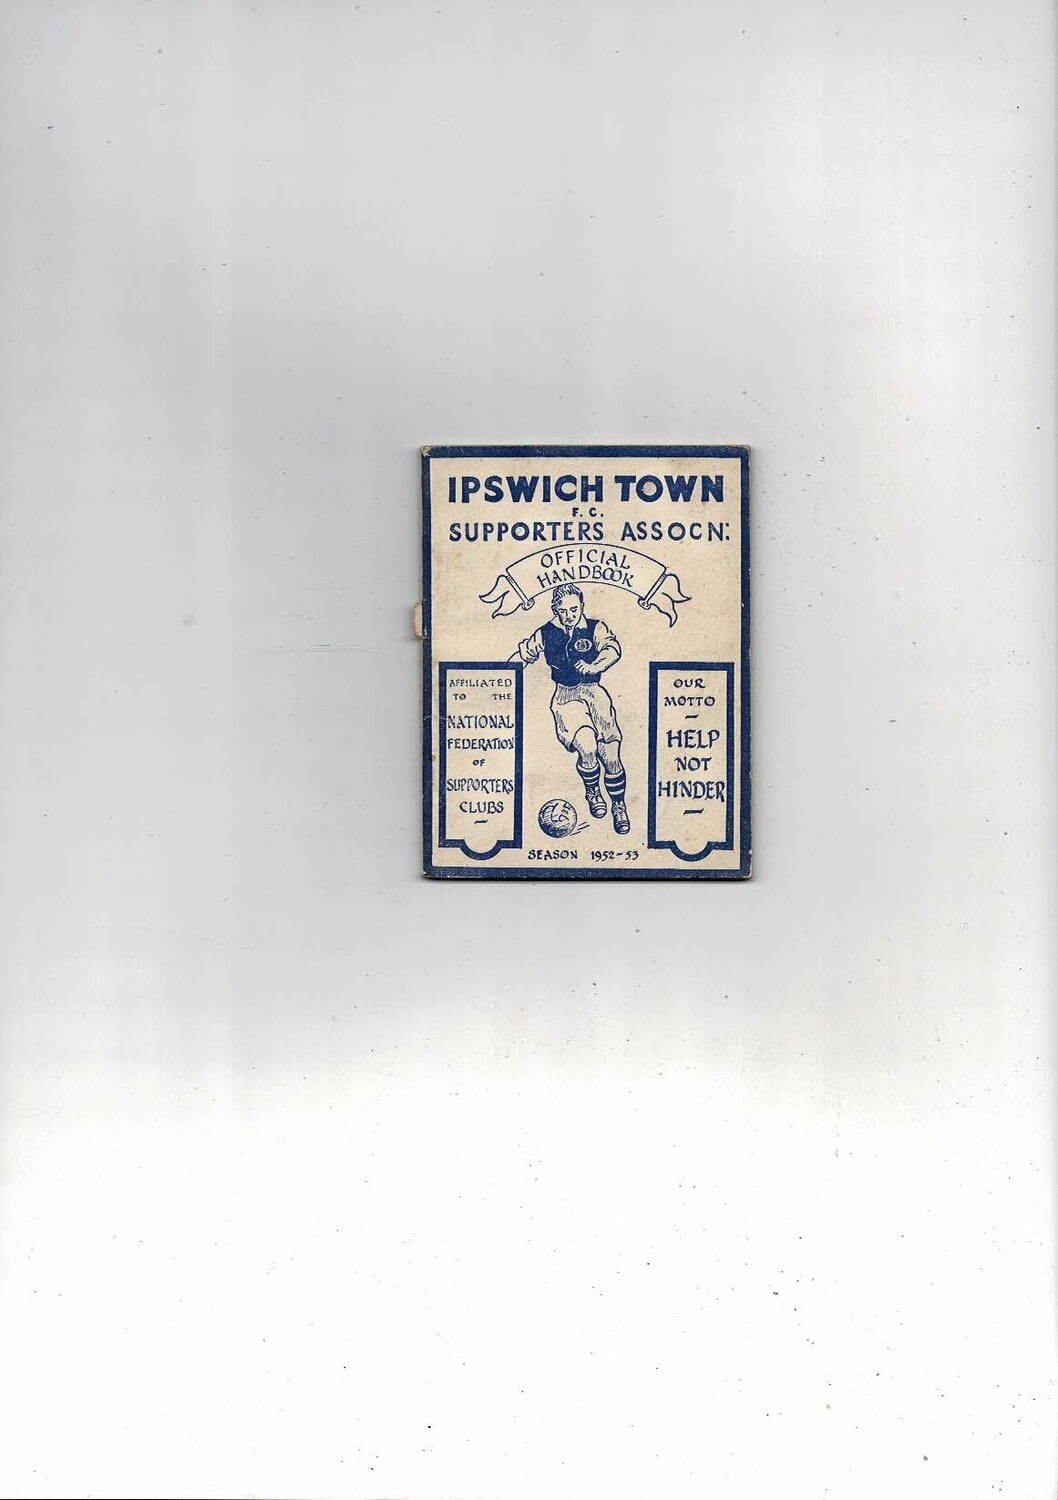 IPSWICH TOWN
F.C.
SUPPORTERS ASSOCN:
OFFICIAL
HANDBOOK
AFFILIATED
TO THE
NATIONAL
FEDERATION
OF
SUPPORTERS
CLUBS
—
OUR
MOTTO
—
HELP
NOT
HINDER
—
SEASON 1952-53